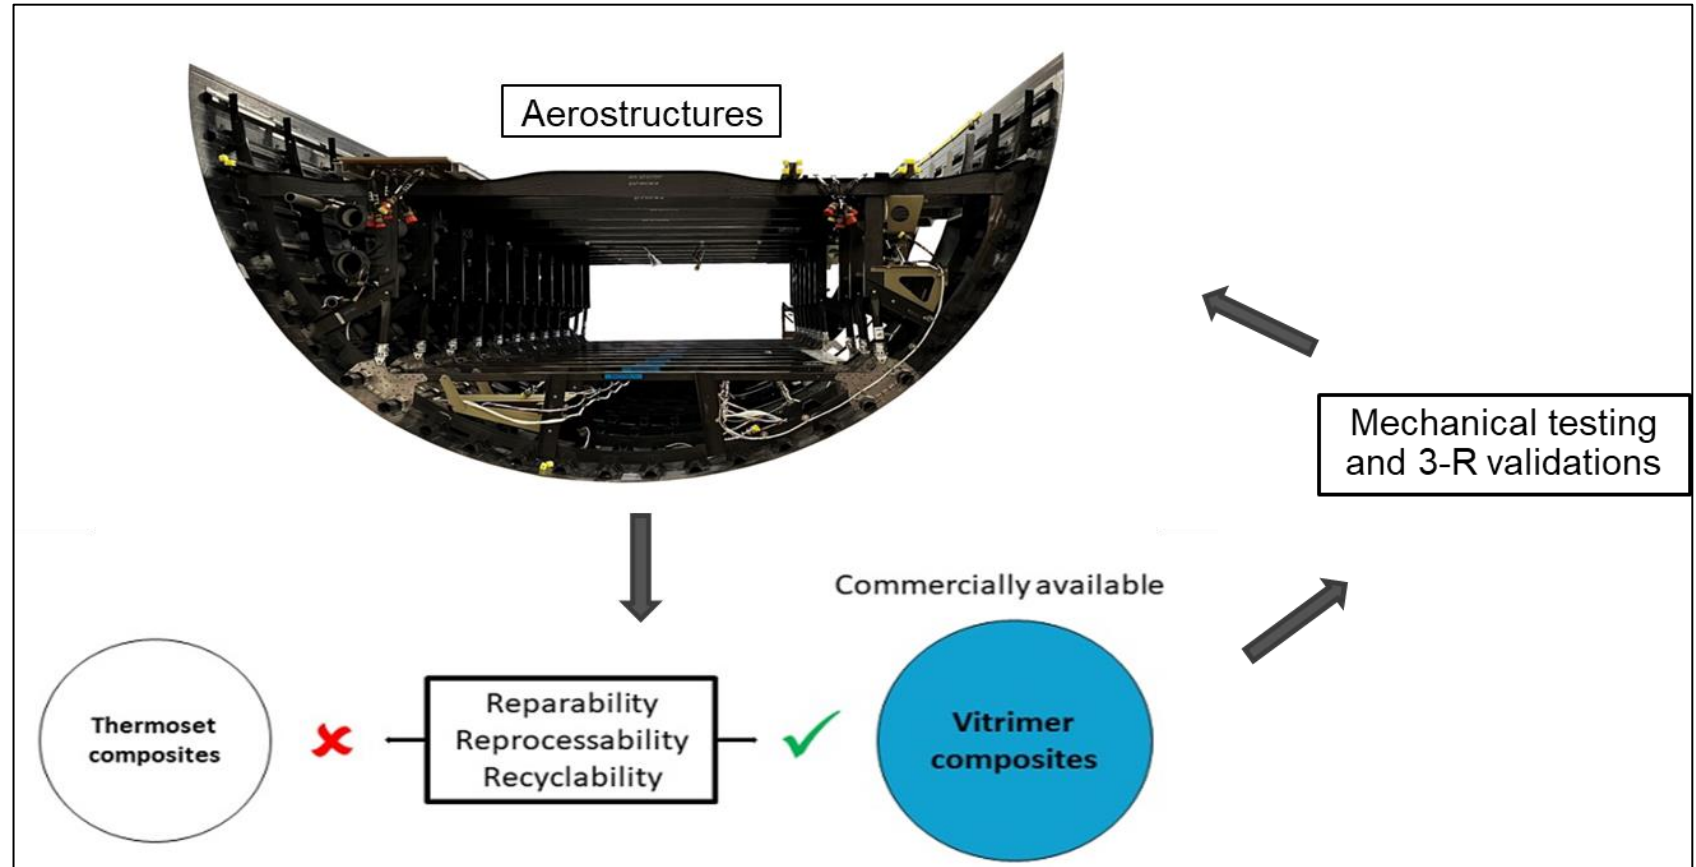 Aerostructures
Mechanical testing
and 3-R validations
Commercially available
Thermoset
composites
Reparability
Reprocessability
Recyclability
Vitrimer
composites